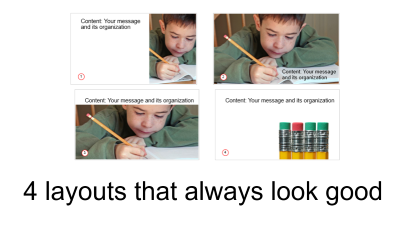 Content: Your message
and its organization
1
Content: Your message
and its organization
2
Content: Your message and its organization
3
Content: Your message and its organization
4
4 layouts that always look good